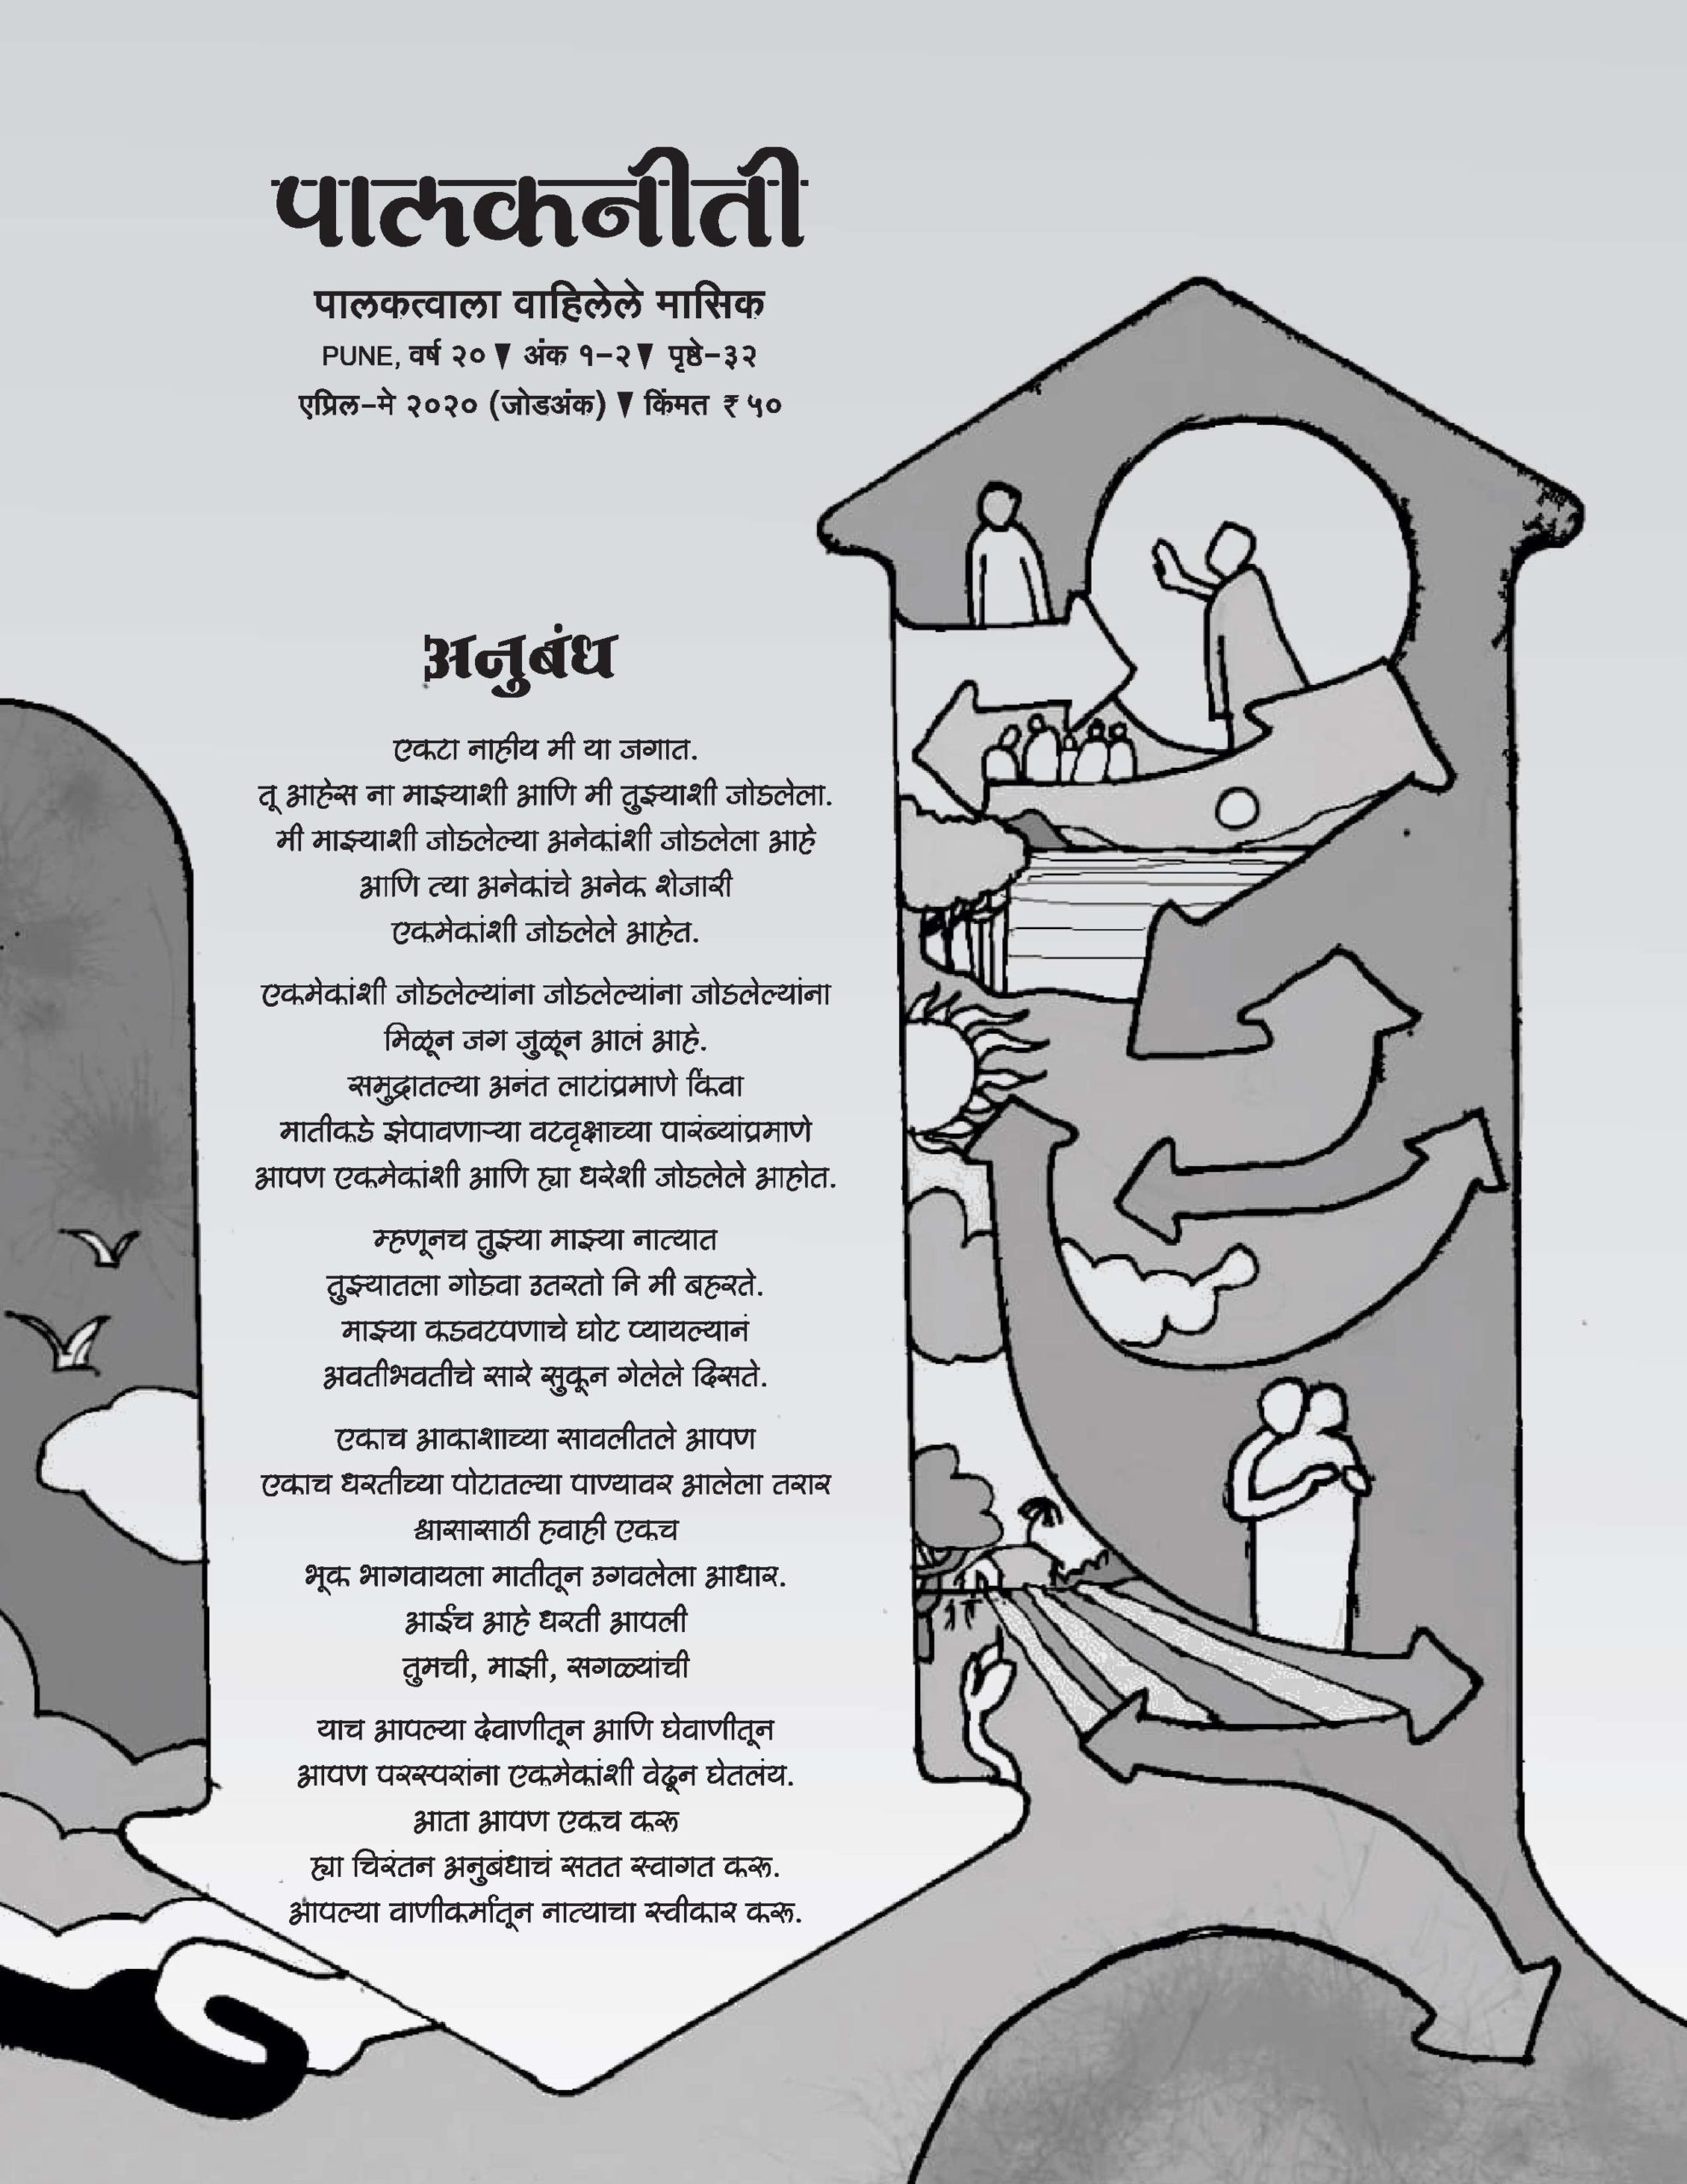 पालकनीती
पालकत्वाला वाहिलेले मासिक
PUNE, वर्ष २० ▼ अंक १-२ ▼ पृष्ठे-३२
एप्रिल-मे २०२० (जोडअंक) ▼ किंमत ₹ ५०
अनुबंध
एकटा नाहीय मी या जगात.
तू आहेस ना माझ्याशी आणि मी तुझ्याशी जोडलेला.
मी माझ्याशी जोडलेल्या अनेकांशी जोडलेला आहे
आणि त्या अनेकांचे अनेक शेजारी
एकमेकांशी जोडलेले आहेत.
एकमेकांशी जोडलेल्यांना जोडलेल्यांना जोडलेल्यांना
मिळून जग जुळून आलं आहे.
समुद्रातल्या अनंत लाटांप्रमाणे किंवा
मातीकडे झेपावणाऱ्या वटवृक्षाच्या पारंब्यांप्रमाणे
आपण एकमेकांशी आणि ह्या धरेशी जोडलेले आहोत.
म्हणूनच तुझ्या माझ्या नात्यात
तुझ्यातला गोडवा उतरतो नि मी बहरते.
माझ्या कडवटपणाचे घोट प्यायल्यानं
अवतीभवतीचे सारे सुकून गेलेले दिसते.
एकाच आकाशाच्या सावलीतले आपण
एकाच धरतीच्या पोटातल्या पाण्यावर आलेला तरार
श्वासासाठी हवाही एकच
भूक भागवायला मातीतून उगवलेला आधार.
आईच आहे धरती आपली
तुमची, माझी, सगळ्यांची
याच आपल्या देवाणीतून आणि घेवाणीतून
आपण परस्परांना एकमेकांशी वेढून घेतलंय.
आता आपण एकच करू
ह्या चिरंतन अनुबंधाचं सतत स्वागत करू.
आपल्या वाणीकर्मातून नात्याचा स्वीकार करू.